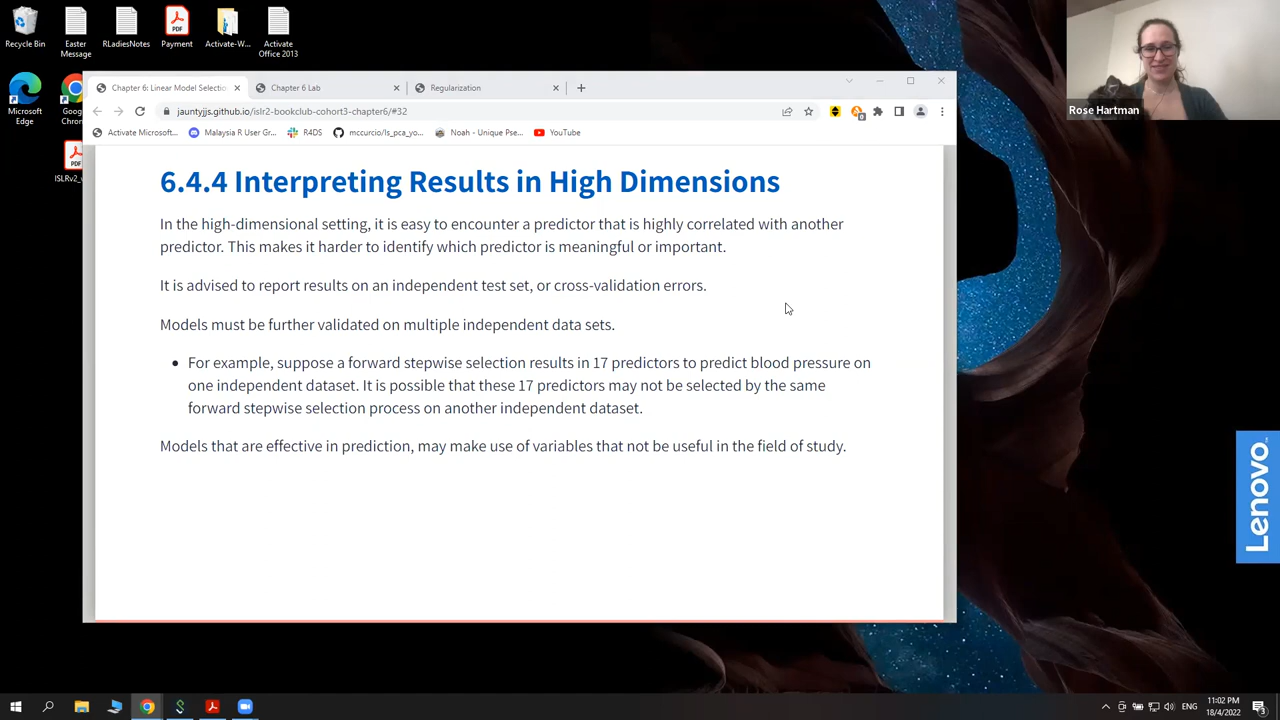 Recycle Bin
Easter
Message
RLadiesNotes
Payment
Activate-W...
Activate
Office 2013
Microsoft
Edge
Goog
Chron
ISLRv2_
Chapter 6: Linear Model Selectio
Chapter 6 Lab
Regularization
jauntyjjs.github.io/islr2-bookclub-cohort3-chapter6/#32
Activate Microsoft...
Malaysia R User Gr...
R4DS
mccurcio/ls_pca_yo...
Noah - Unique Pse...
YouTube
6.4.4 Interpreting Results in High Dimensions
In the high-dimensional setting, it is easy to encounter a predictor that is highly correlated with another
predictor. This makes it harder to identify which predictor is meaningful or important.
It is advised to report results on an independent test set, or cross-validation errors.
Models must be further validated on multiple independent data sets.
• For example, suppose a forward stepwise selection results in 17 predictors to predict blood pressure on
one independent dataset. It is possible that these 17 predictors may not be selected by the same
forward stepwise selection process on another independent dataset.
Models that are effective in prediction, may make use of variables that not be useful in the field of study.
Rose Hartman
Lenovo
ENG
11:02 PM
18/4/2022